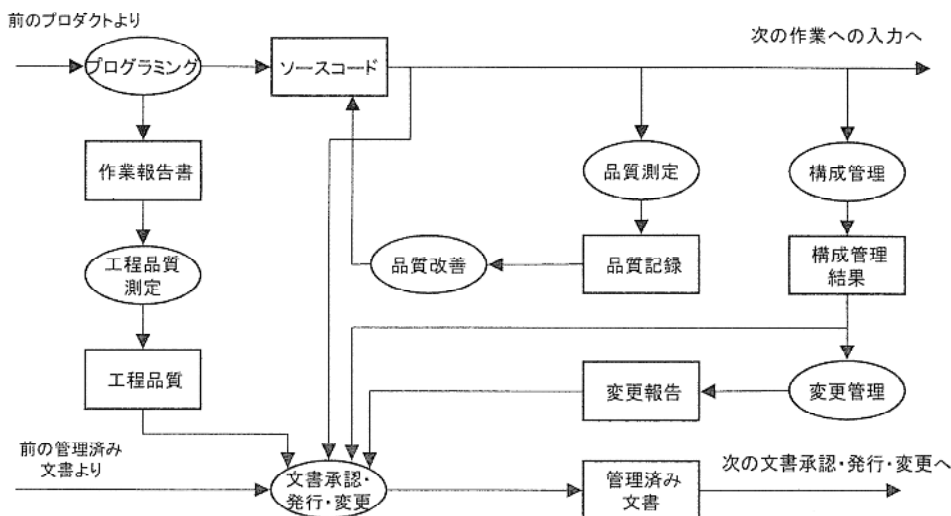 前のプロダクトより
次の作業への入力へ
プログラミング
ソースコード
作業報告書
品質測定
構成管理
工程品質
測定
品質改善
品質記録
構成管理
結果
工程品質
変更報告
変更管理
前の管理済み
文書より
文書承認・
発行・変更
管理済み
文書
次の文書承認・発行・変更へ